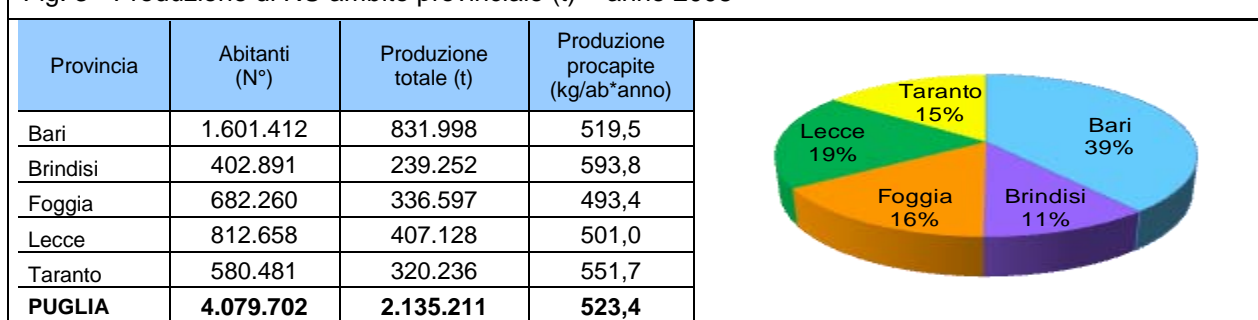 Provincia Abitanti (N°) Produzione totale (t) Produzione procapite (kg/ab*anno)
Bari 1.601.412 831.998 519,5
Brindisi 402.891 239.252 593,8
Foggia 682.260 336.597 493,4
Lecce 812.658 407.128 501,0
Taranto 580.481 320.236 551,7
PUGLIA 4.079.702 2.135.211 523,4
Taranto
15%
Bari
39%
Lecce
19%
Foggia
16%
Brindisi
11%